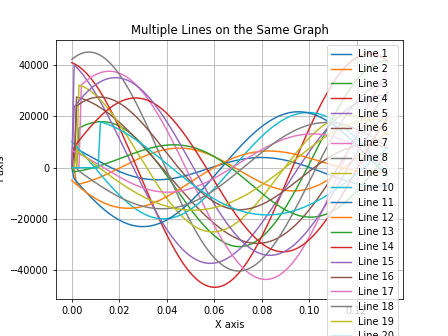 Multiple Lines on the Same Graph
40000
20000
0
−20000
−40000
axis
0.00
0.02
0.04
0.06
0.08
0.10
X axis
Line 1
Line 2
Line 3
Line 4
Line 5
Line 6
Line 7
Line 8
Line 9
Line 10
Line 11
Line 12
Line 13
Line 14
Line 15
Line 16
Line 17
Line 18
Line 19
Line 20